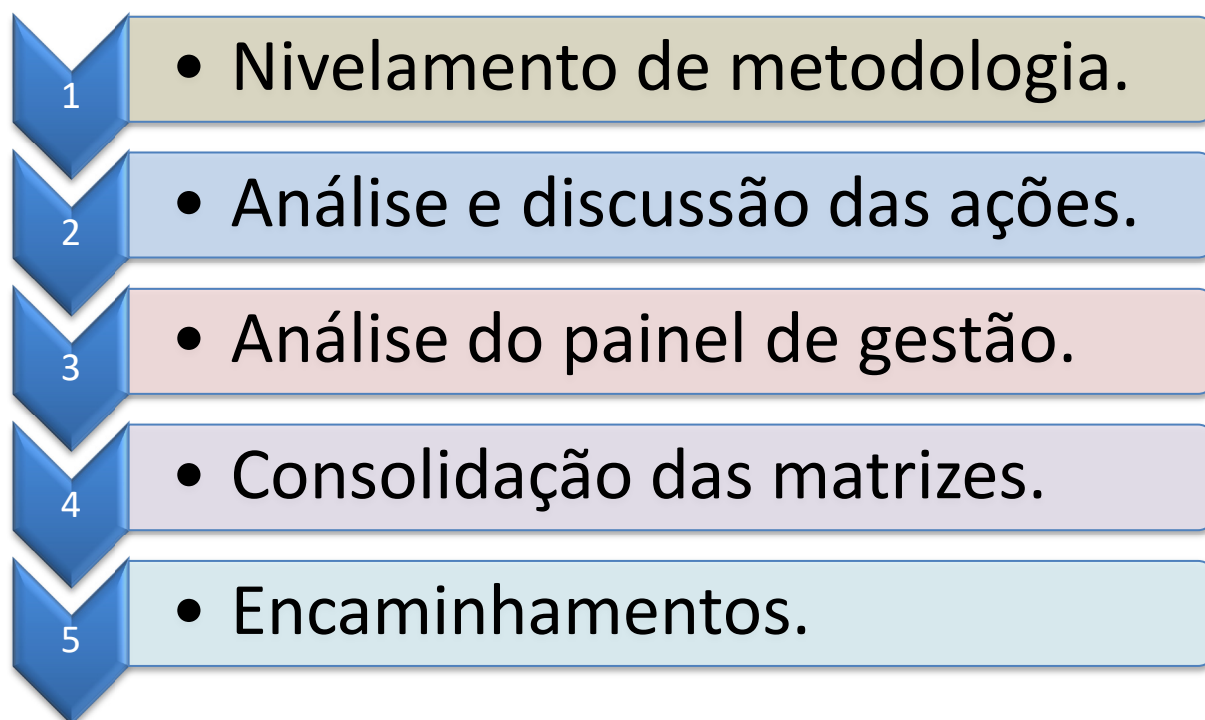 1 • Nivelamento de metodologia.
2 • Análise e discussão das ações.
3 • Análise do painel de gestão.
4 • Consolidação das matrizes.
5 • Encaminhamentos.